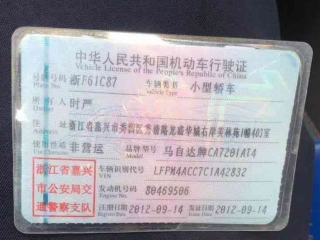 中华人民共和国机动车行驶证
Vehicle License of the People's Republic of China
号牌号码 浙F61C87 车辆类型 小型轿车
Plate No. Vehicle Type
所有人 时严
Owner
住址 浙江省嘉兴市秀
Address
使用性质 非营运 品牌型号 马自达牌CA7201AT4
Use Character Model
浙江省嘉
兴市公安局交
通警察支队
车辆识别代号 LFPM4ACC7C1A42832
VIN
发动机号码 80469506
Engine No.
注册日期 2012-09-14 发证日期 2012-09-14
Register Date Issue Date